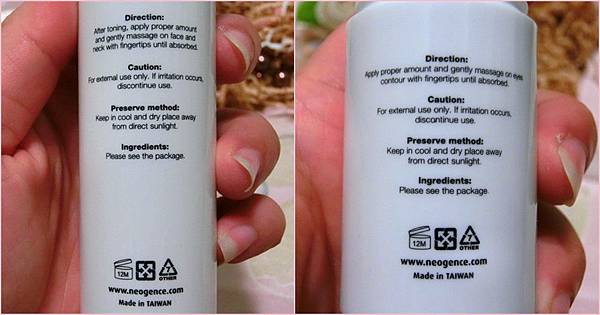 Direction:
After toning, apply proper amount
and gently massage on face and
neck with fingertips until absorbed.
Caution:
For external use only. If irritation occurs,
discontinue use.
Preserve method:
Keep in cool and dry place away
from direct sunlight.
Ingredients:
Please see the package.
12M
7
OTHER
www.neogence.com
Made in TAIWAN
Direction:
Apply proper amount and gently massage on eyes
contour with fingertips until absorbed.
Caution:
For external use only. If irritation occurs,
discontinue use.
Preserve method:
Keep in cool and dry place away
from direct sunlight.
Ingredients:
Please see the package.
12M
7
OTHER
www.neogence.com
Made in TAIWAN